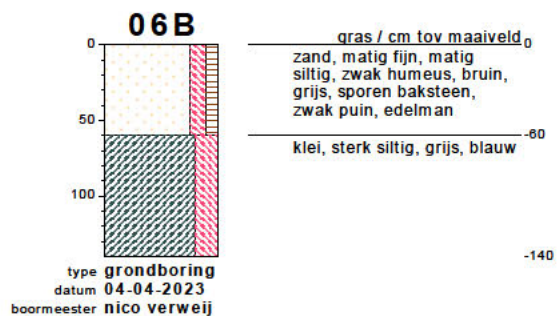 06B
gras / cm tov maaiveld
0
0
zand, matig fijn, matig
siltig, zwak humeus, bruin,
grijs, sporen baksteen,
zwak puin, edelman
50
-60
klei, sterk siltig, grijs, blauw
100
-140
type grondboring
datum 04-04-2023
boormeester nico verweij